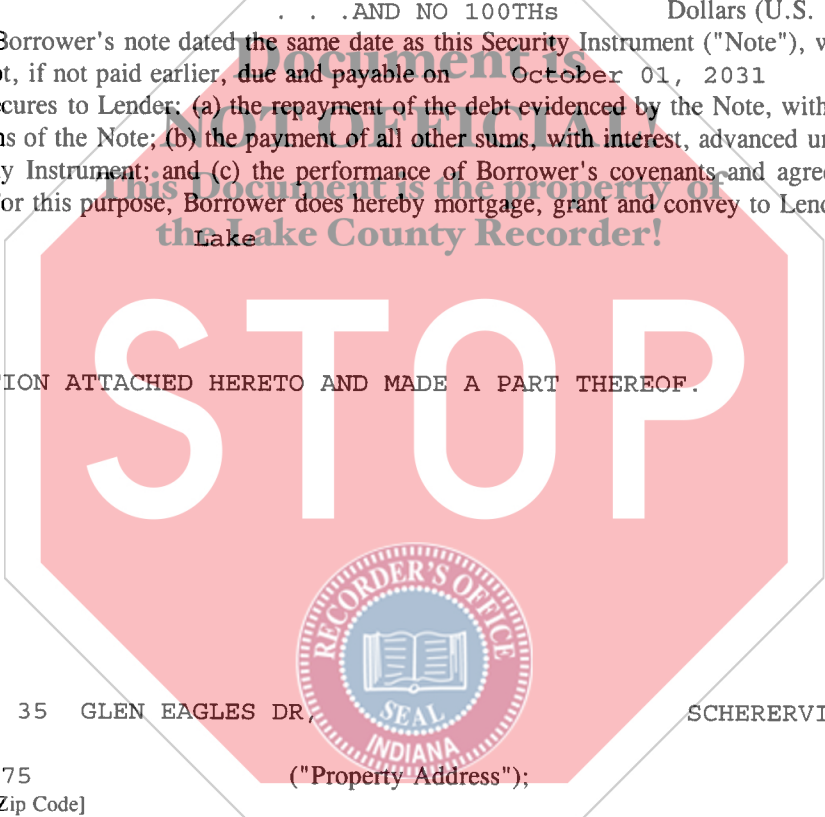 . . .AND NO 100THs Dollars (U.S.
Borrower's note dated the same date as this Security Instrument ("Note"), w
t, if not paid earlier, due and payable on October 01, 2031
cures to Lender: (a) the repayment of the debt evidenced by the Note, with
ns of the Note; (b) the payment of all other sums, with interest, advanced un
y Instrument; and (c) the performance of Borrower's covenants and agree
or this purpose, Borrower does hereby mortgage, grant and convey to Lend
Lake
Document is
NOT OFFICIAL!
This Document is the property of
the Lake County Recorder!
STOP
TION ATTACHED HERETO AND MADE A PART THEREOF.
RECORDER'S OFFICE
SEAL
INDIANA
35 GLEN EAGLES DR, SCHERERVI
75 ("Property Address");
Zip Code]